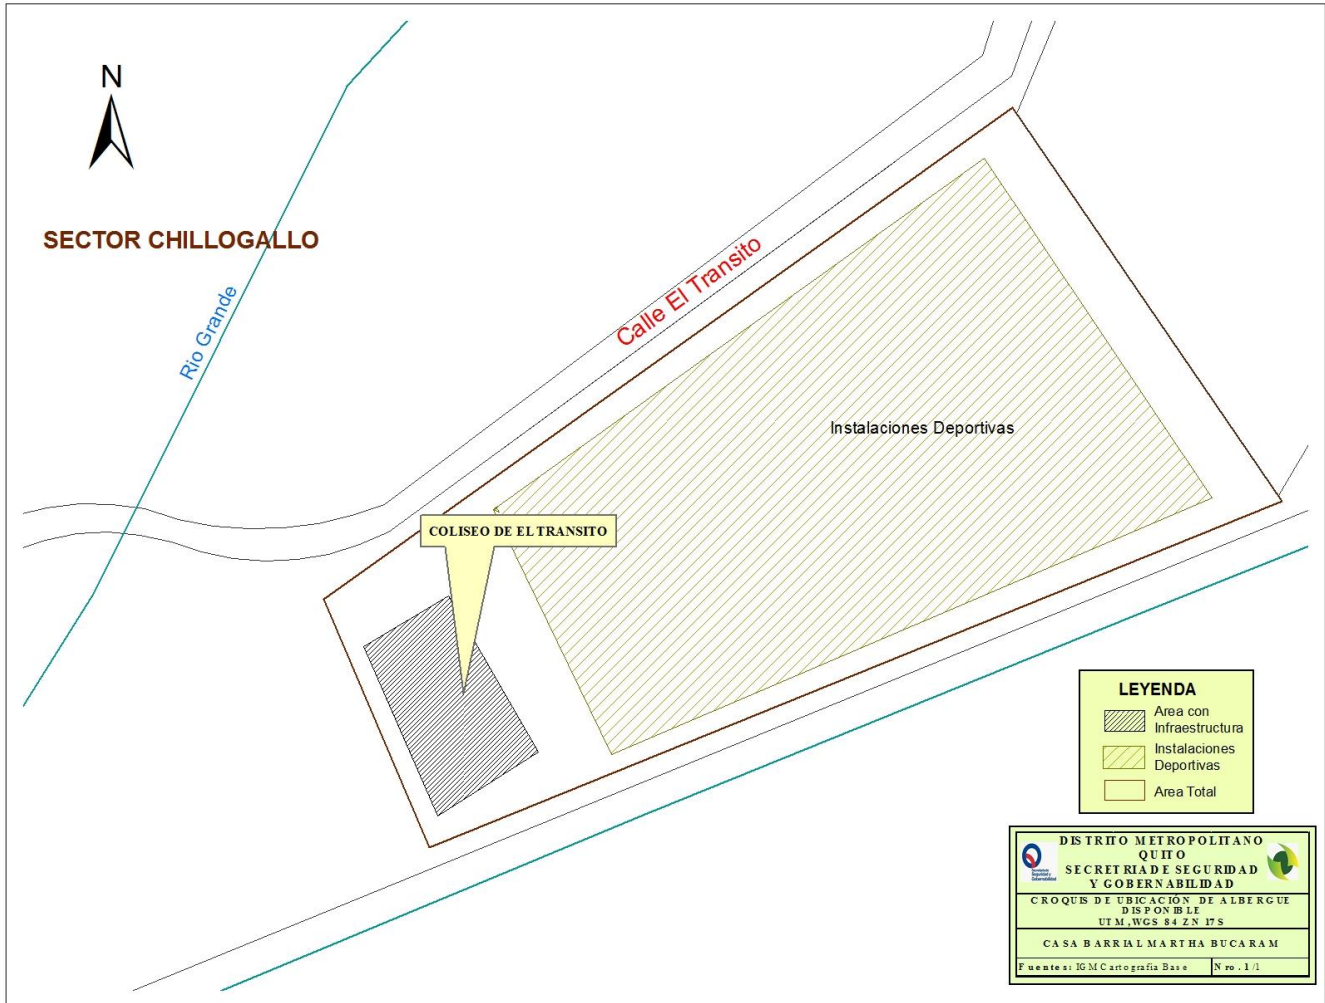 N
SECTOR CHILLOGALLO
Rio Grande
Calle El Transito
Instalaciones Deportivas
COLISEO DE EL TRANSITO
LEYENDA
Area con
Infraestructura
Instalaciones
Deportivas
Area Total
DISTRITO METROPOLITANO
QUITO
SECRETRIA DE SEGURIDAD
Y GOBERNABILIDAD
CROQUIS DE UBICACIÓN DE ALBERGUE
DISPONIBLE
UTM ,WGS 84 ZN 17S
CASA BARRIAL MARTHA BUCARAM
Fuentes: IGM Cartografia Base
Nro. 1 /1